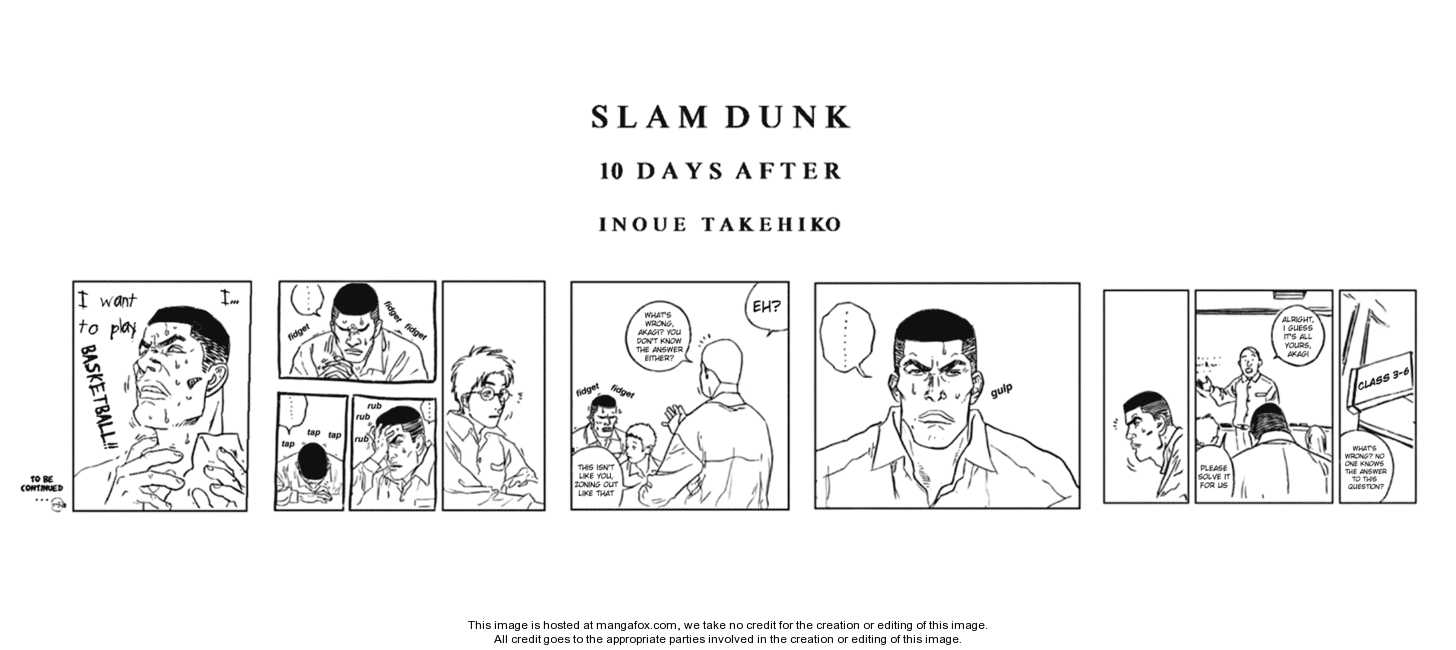 SLAM DUNK
10 DAYS AFTER
INOUE TAKEHIKO
CLASS 3-6
WHAT'S
WRONG? NO
ONE KNOWS
THE ANSWER
TO THIS
QUESTION?
ALRIGHT,
I GUESS
IT'S ALL
YOURS,
AKAGI
PLEASE
SOLVE IT
FOR US
gulp
EH?
WHAT'S
WRONG,
AKAGI? YOU
DON'T KNOW
THE ANSWER
EITHER?
fidget
fidget
THIS ISN'T
LIKE YOU,
ZONING OUT
LIKE THAT
fidget
fidget
fidget
rub
rub
rub
tap
tap
tap
I...
I want
to play
BASKETBALL!!
TO BE
CONTINUED
This image is hosted at mangafox.com, we take no credit for the creation or editing of this image.
All credit goes to the appropriate parties involved in the creation or editing of this image.